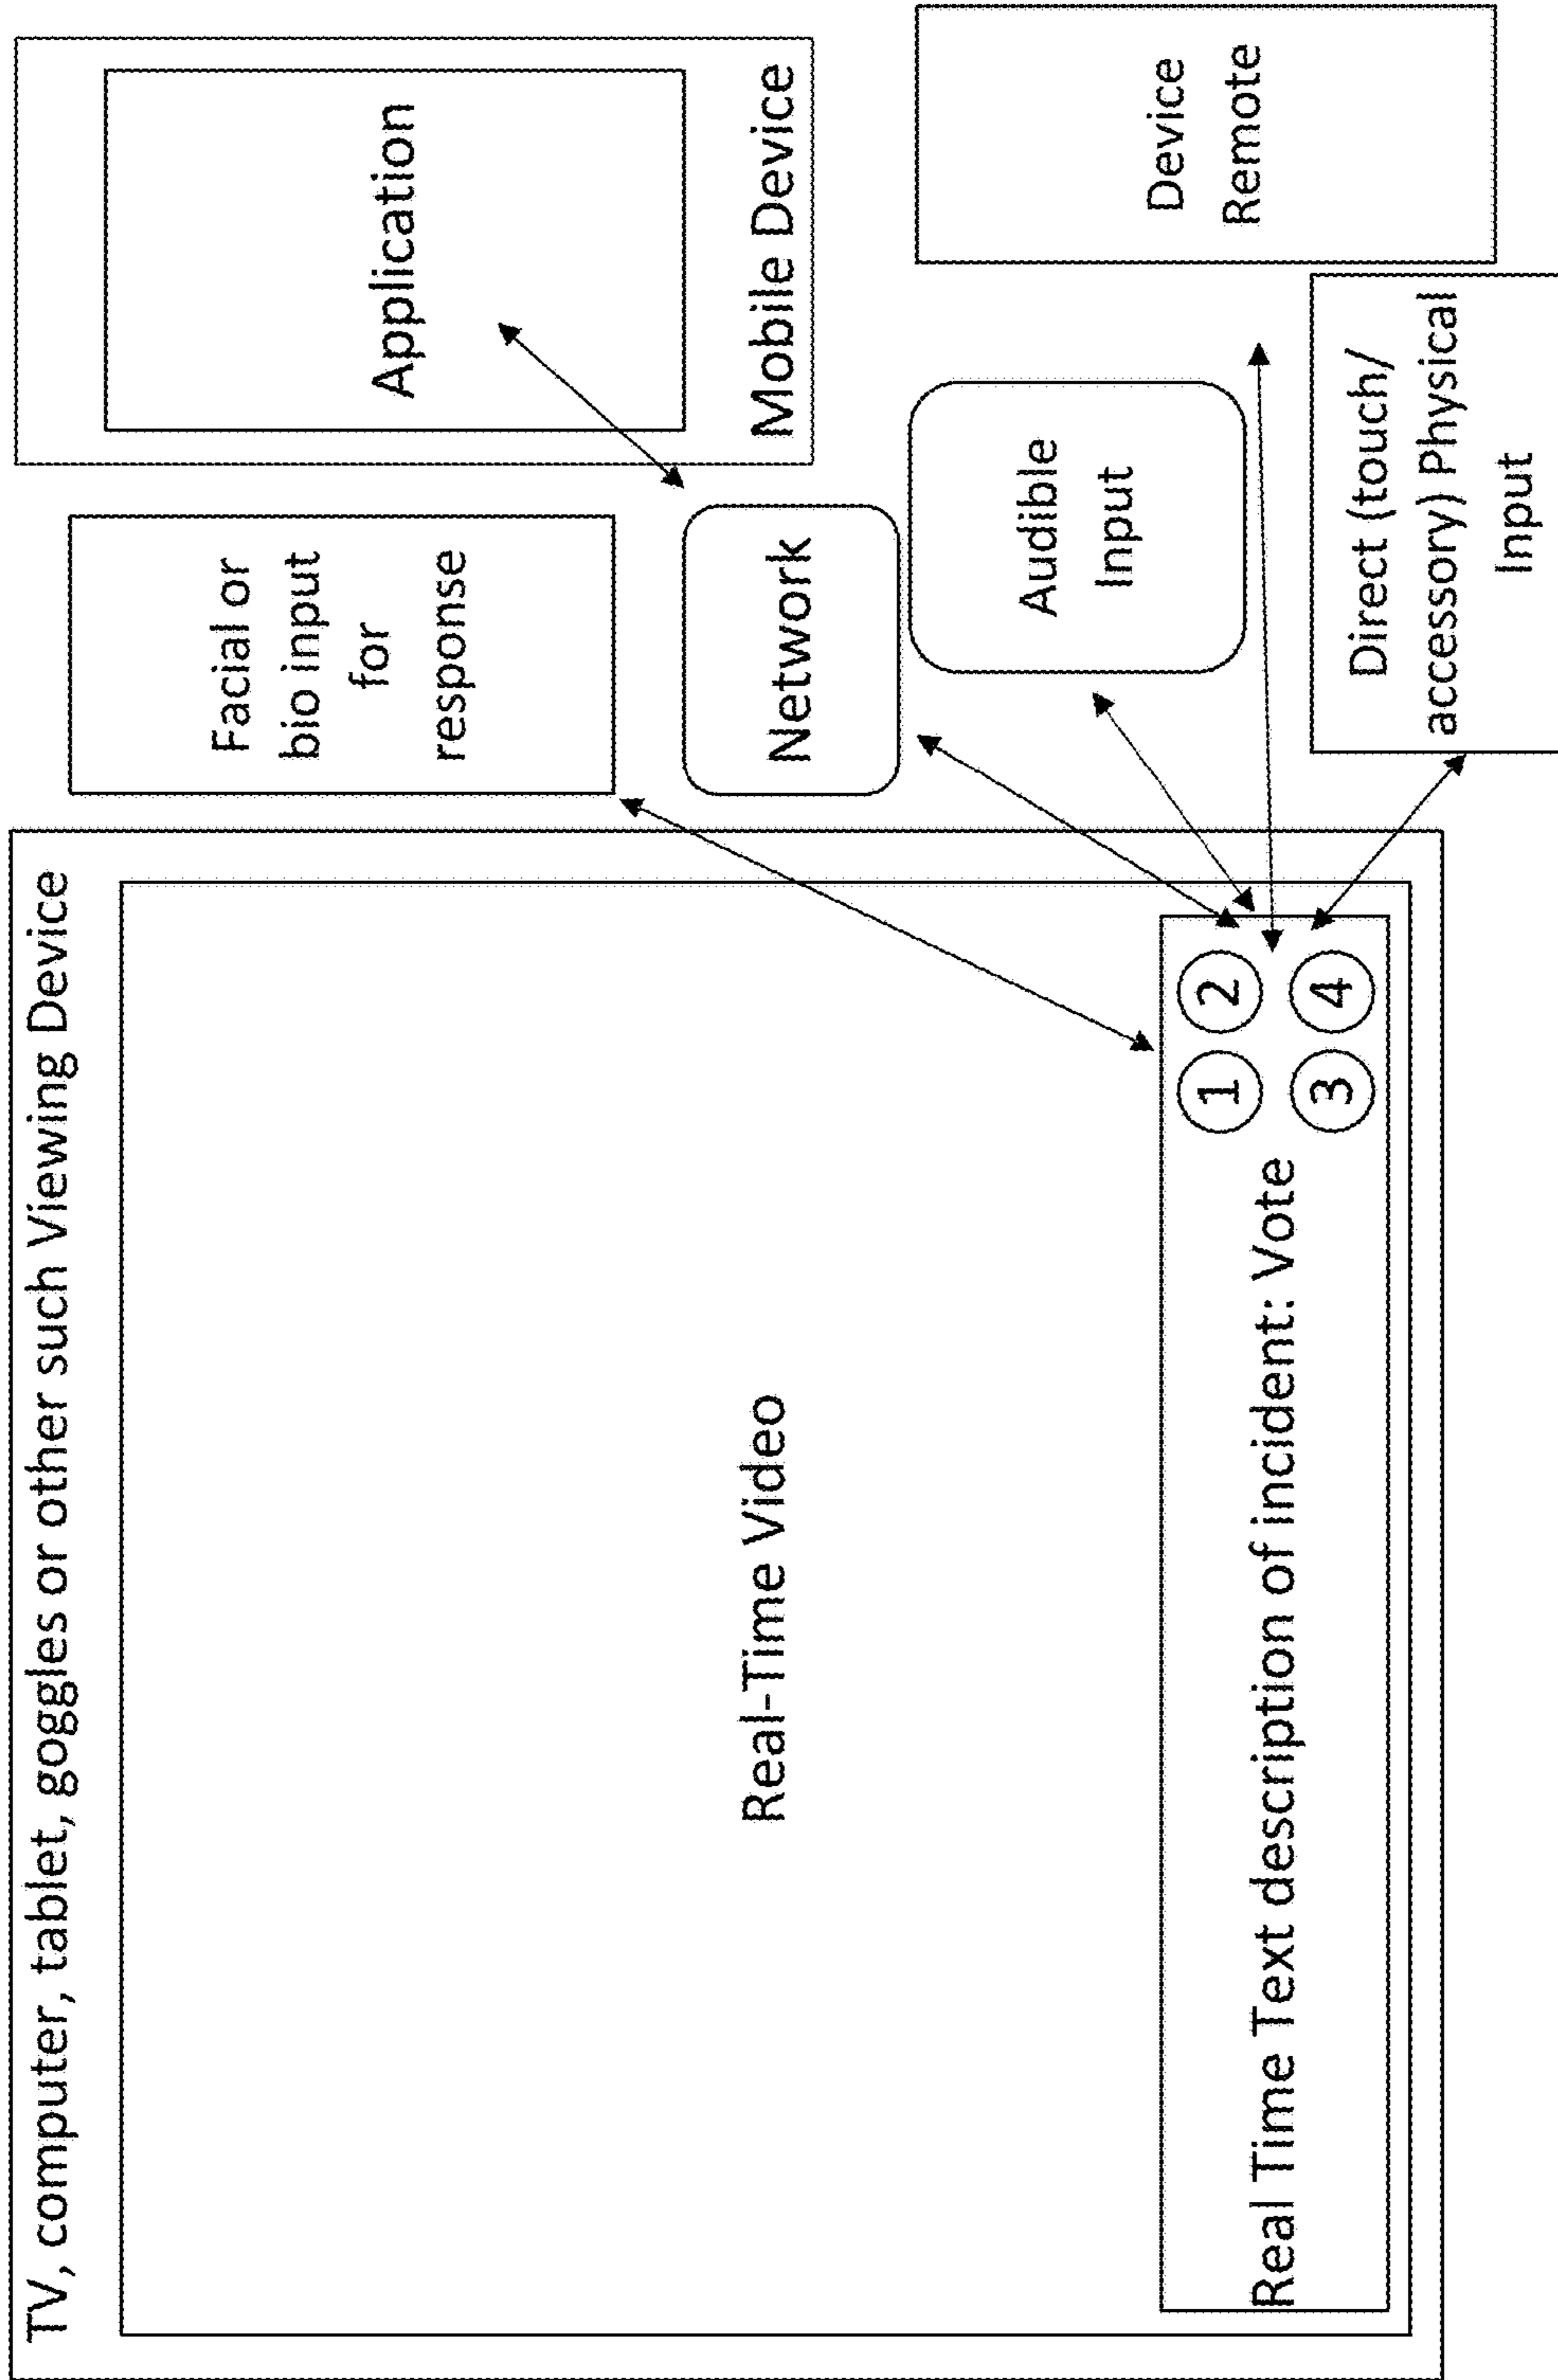 TV, computer, tablet, goggles or other such Viewing Device
Real-Time Video
Real Time Text description of incident: Vote
1 2
3 4
Facial or
bio input
for
response
Network
Application
Mobile Device
Audible
Input
Device
Remote
Direct (touch/
accessory) Physical
Input